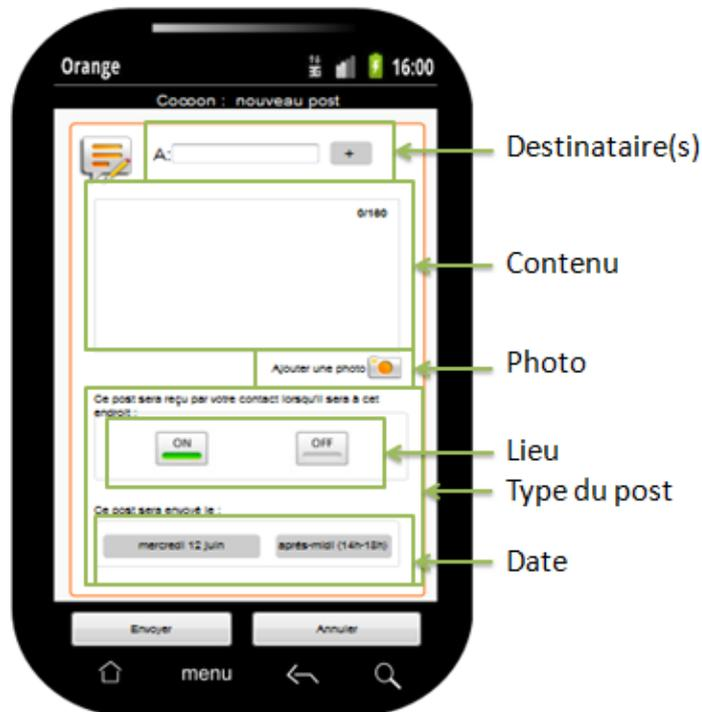 Orange 3G 16:00
Cocoon : nouveau post
A: +
Destinataire(s)
0/180
Contenu
Ajouter une photo
Photo
Ce post sera reçu par votre contact lorsqu'il sera à cet
endroit :
ON OFF
Lieu
Type du post
Ce post sera envoyé le :
mercredi 12 juin après-midi (14h-18h)
Date
Envoyer Annuler
menu